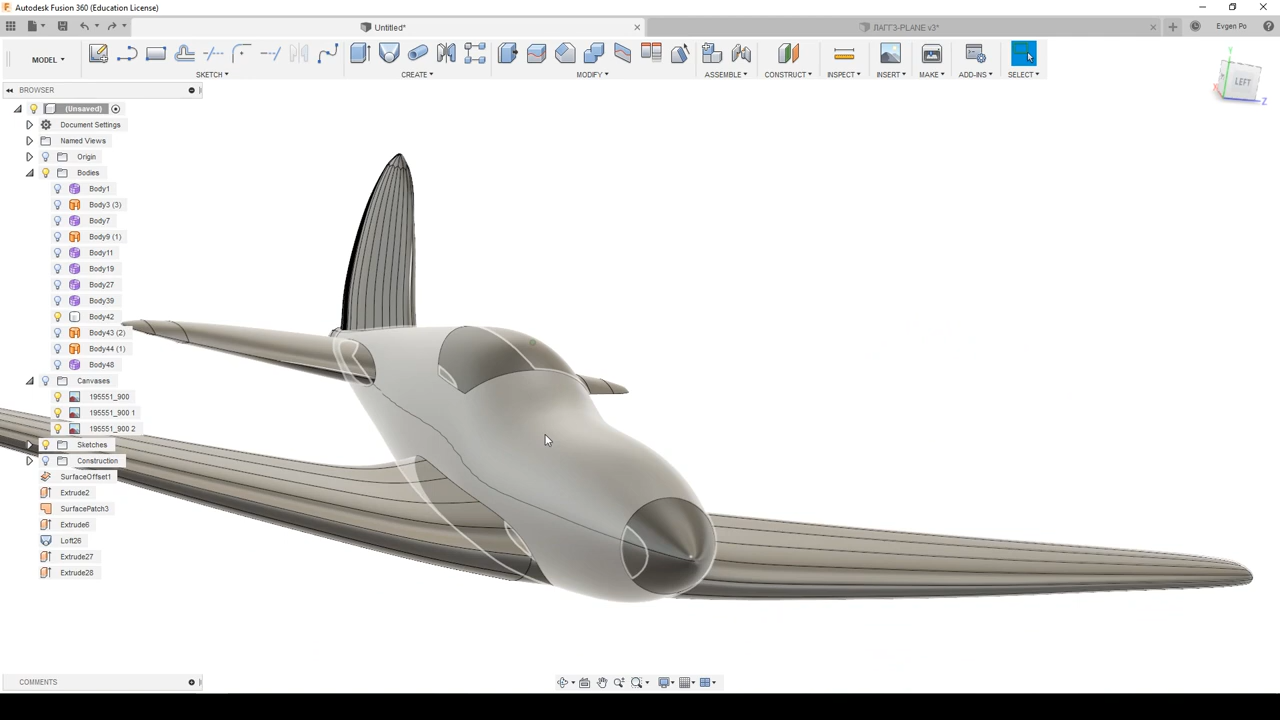 Autodesk Fusion 360 (Education License)
Untitled*
ЛАГГ3-PLANE v3*
Evgen Po
MODEL
SKETCH
CREATE
MODIFY
ASSEMBLE
CONSTRUCT
INSPECT
INSERT
MAKE
ADD-INS
SELECT
BROWSER
(Unsaved)
Document Settings
Named Views
Origin
Bodies
Body1
Body3 (3)
Body7
Body9 (1)
Body11
Body19
Body27
Body39
Body42
Body43 (2)
Body44 (1)
Body48
Canvases
195551_900
195551_900 1
195551_900 2
Sketches
Construction
SurfaceOffset1
Extrude2
SurfacePatch3
Extrude6
Loft26
Extrude27
Extrude28
Y
LEFT
X
Z
COMMENTS